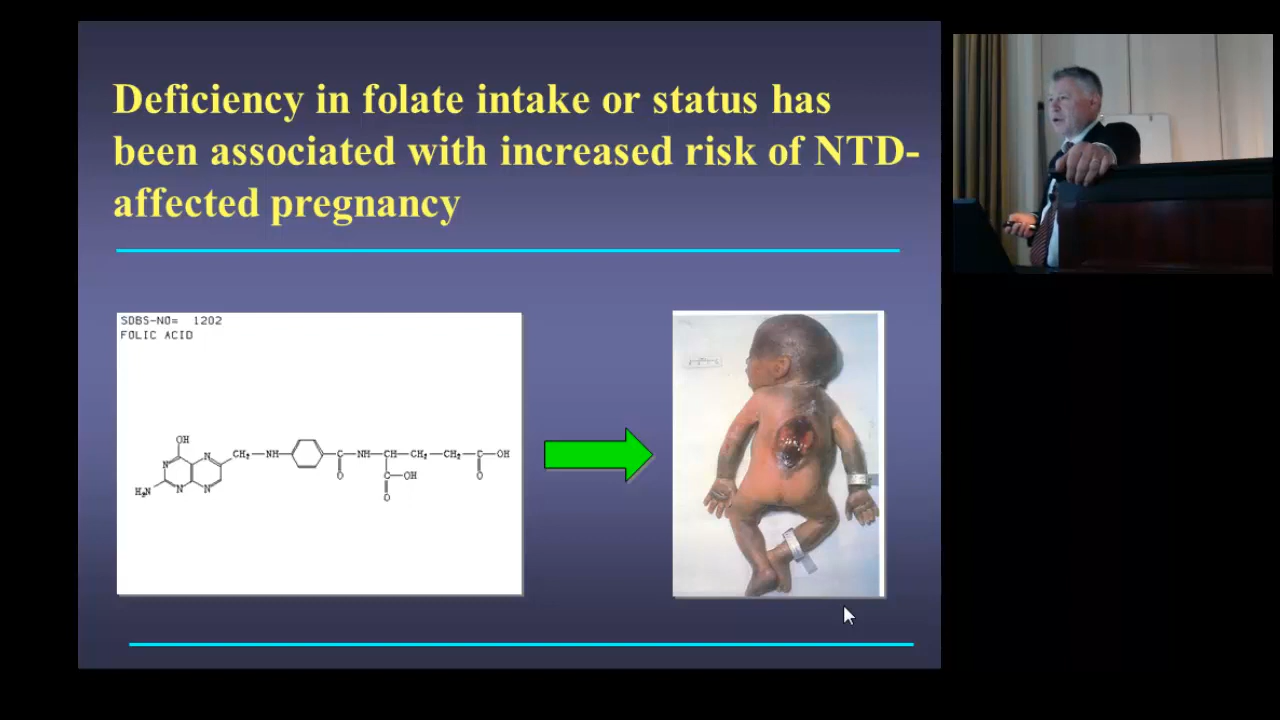 Deficiency in folate intake or status has
been associated with increased risk of NTD-
affected pregnancy
SDBS-NO= 1202
FOLIC ACID
OH
N
N
CH2
NH
C
NH
CH
CH2
CH2
C
OH
H2N
N
N
O
C
OH
O
O